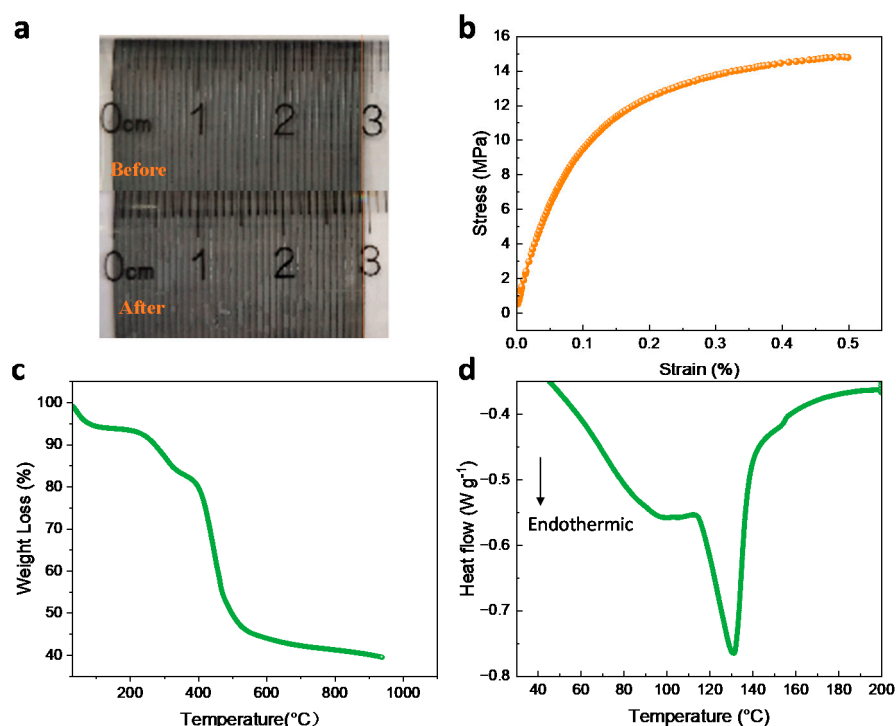 a
0cm 1 2 3
Before
0cm 1 2 3
After
b
16
14
12
10
8
6
4
2
0
0.0 0.1 0.2 0.3 0.4 0.5
Stress (MPa)
Strain (%)
c
100
90
80
70
60
50
40
200 400 600 800 1000
Weight Loss (%)
Temperature(°C)
d
−0.4
−0.5
−0.6
−0.7
−0.8
40 60 80 100 120 140 160 180 200
Heat flow (W g⁻¹)
Endothermic
Temperature (°C)